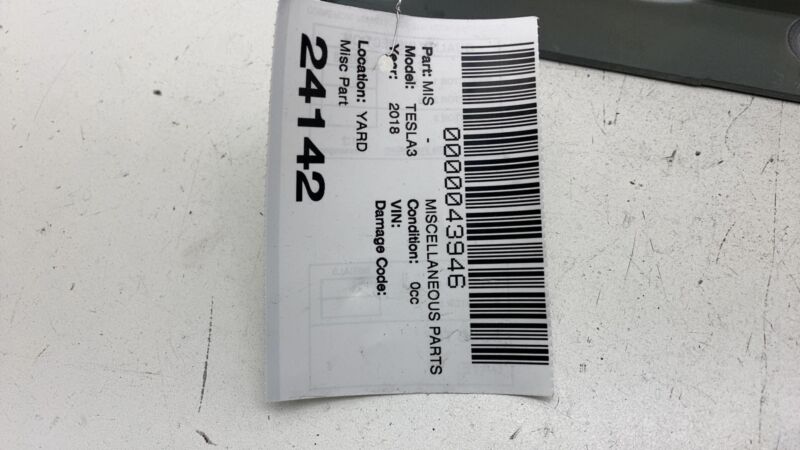 0000043946
Part: MIS - MISCELLANEOUS PARTS
Model: TESLA3 Condition: 0cc
Year: 2018 VIN:
Damage Code:
Location: YARD
Misc Part
24142